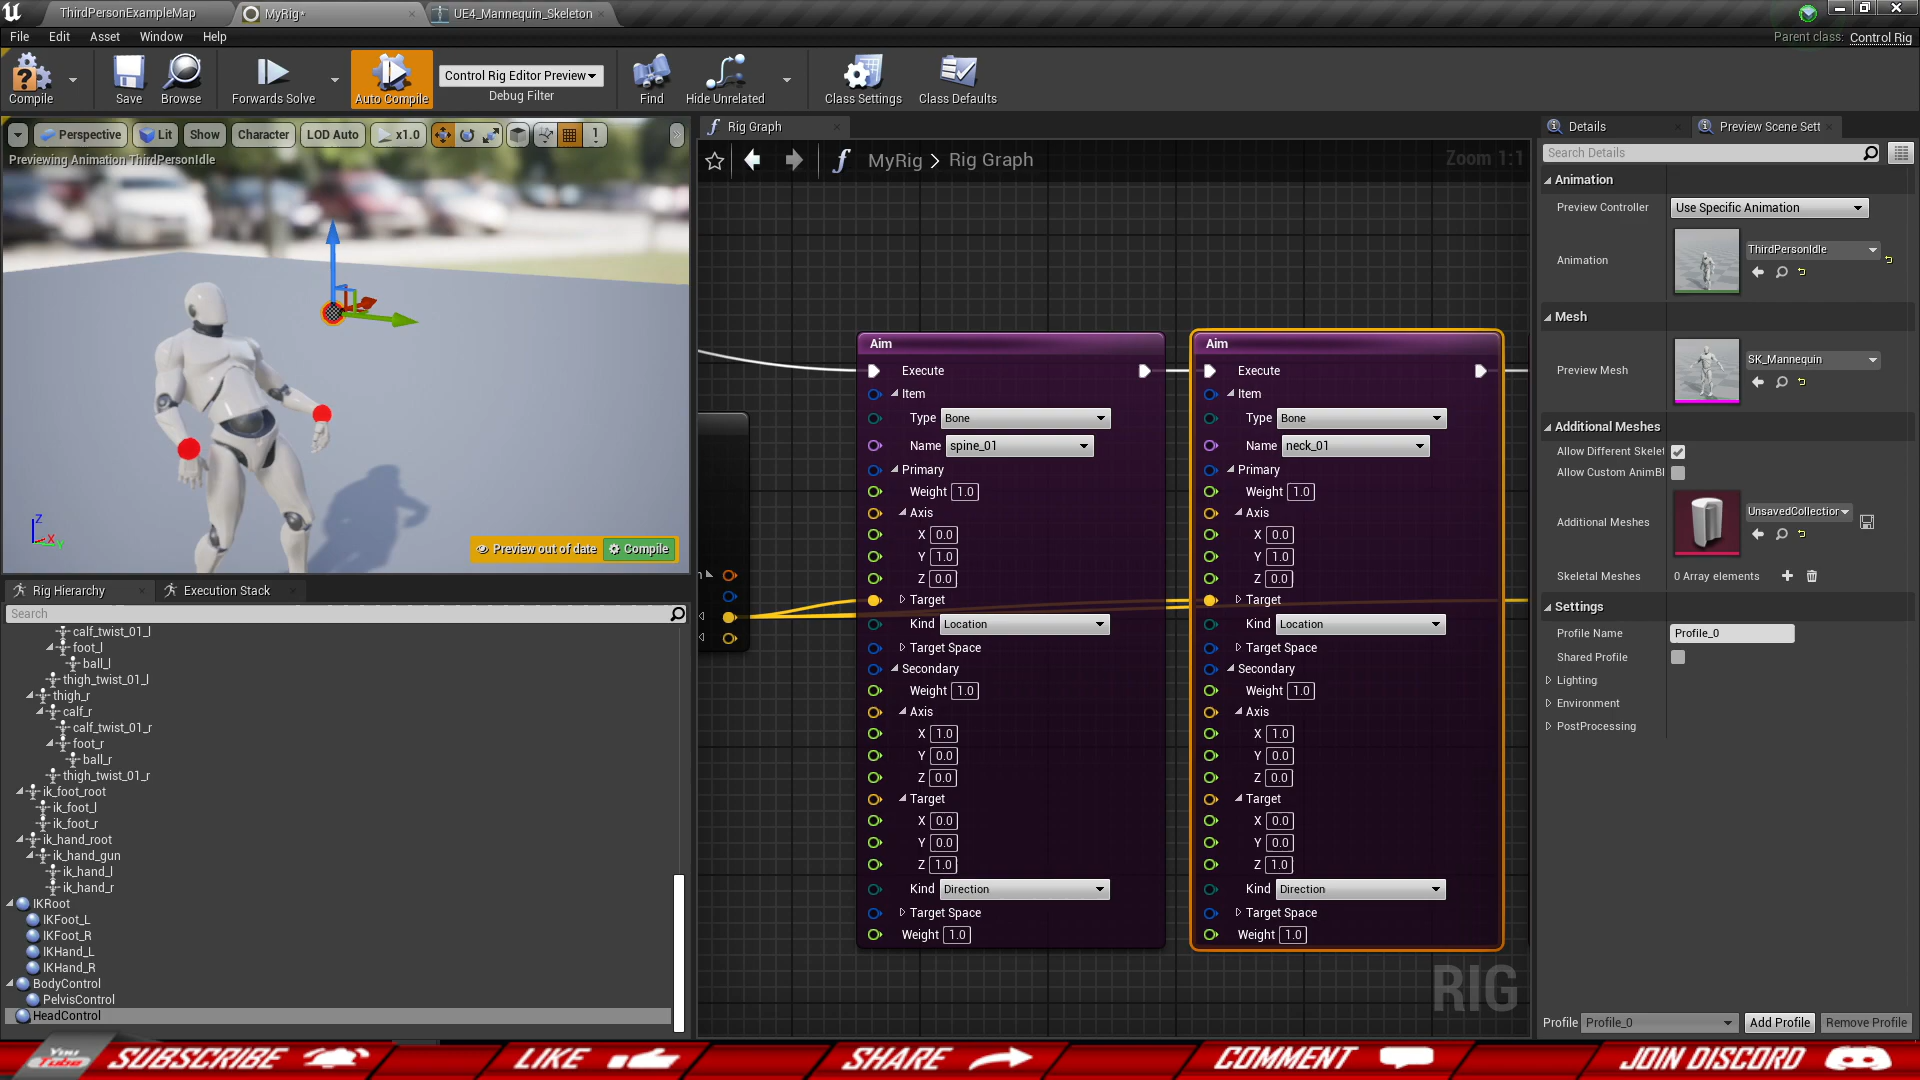 ThirdPersonExampleMap
MyRig*
UE4_Mannequin_Skeleton
File Edit Asset Window Help
Parent class: Control Rig
Compile
Save
Browse
Forwards Solve
Auto Compile
Control Rig Editor Preview
Debug Filter
Find
Hide Unrelated
Class Settings
Class Defaults
Perspective
Lit
Show
Character
LOD Auto
x1.0
1
Previewing Animation ThirdPersonIdle
Z
X
Y
Preview out of date
Compile
Rig Hierarchy
Execution Stack
Search
calf_twist_01_l
foot_l
ball_l
thigh_twist_01_l
thigh_r
calf_r
calf_twist_01_r
foot_r
ball_r
thigh_twist_01_r
ik_foot_root
ik_foot_l
ik_foot_r
ik_hand_root
ik_hand_gun
ik_hand_l
ik_hand_r
IKRoot
IKFoot_L
IKFoot_R
IKHand_L
IKHand_R
BodyControl
PelvisControl
HeadControl
Rig Graph
MyRig > Rig Graph
Zoom 1:1
Aim
Execute
Item
Type Bone
Name spine_01
Primary
Weight 1.0
Axis
X 0.0
Y 1.0
Z 0.0
Target
Kind Location
Target Space
Secondary
Weight 1.0
Axis
X 1.0
Y 0.0
Z 0.0
Target
X 0.0
Y 0.0
Z 1.0
Kind Direction
Target Space
Weight 1.0
Aim
Execute
Item
Type Bone
Name neck_01
Primary
Weight 1.0
Axis
X 0.0
Y 1.0
Z 0.0
Target
Kind Location
Target Space
Secondary
Weight 1.0
Axis
X 1.0
Y 0.0
Z 0.0
Target
X 0.0
Y 0.0
Z 1.0
Kind Direction
Target Space
Weight 1.0
RIG
Details
Preview Scene Sett
Search Details
Animation
Preview Controller Use Specific Animation
Animation ThirdPersonIdle
Mesh
Preview Mesh SK_Mannequin
Additional Meshes
Allow Different Skelet
Allow Custom AnimBl
Additional Meshes UnsavedCollection
Skeletal Meshes 0 Array elements
Settings
Profile Name Profile_0
Shared Profile
Lighting
Environment
PostProcessing
Profile Profile_0 Add Profile Remove Profile
You Tube SUBSCRIBE LIKE SHARE COMMENT JOIN DISCORD